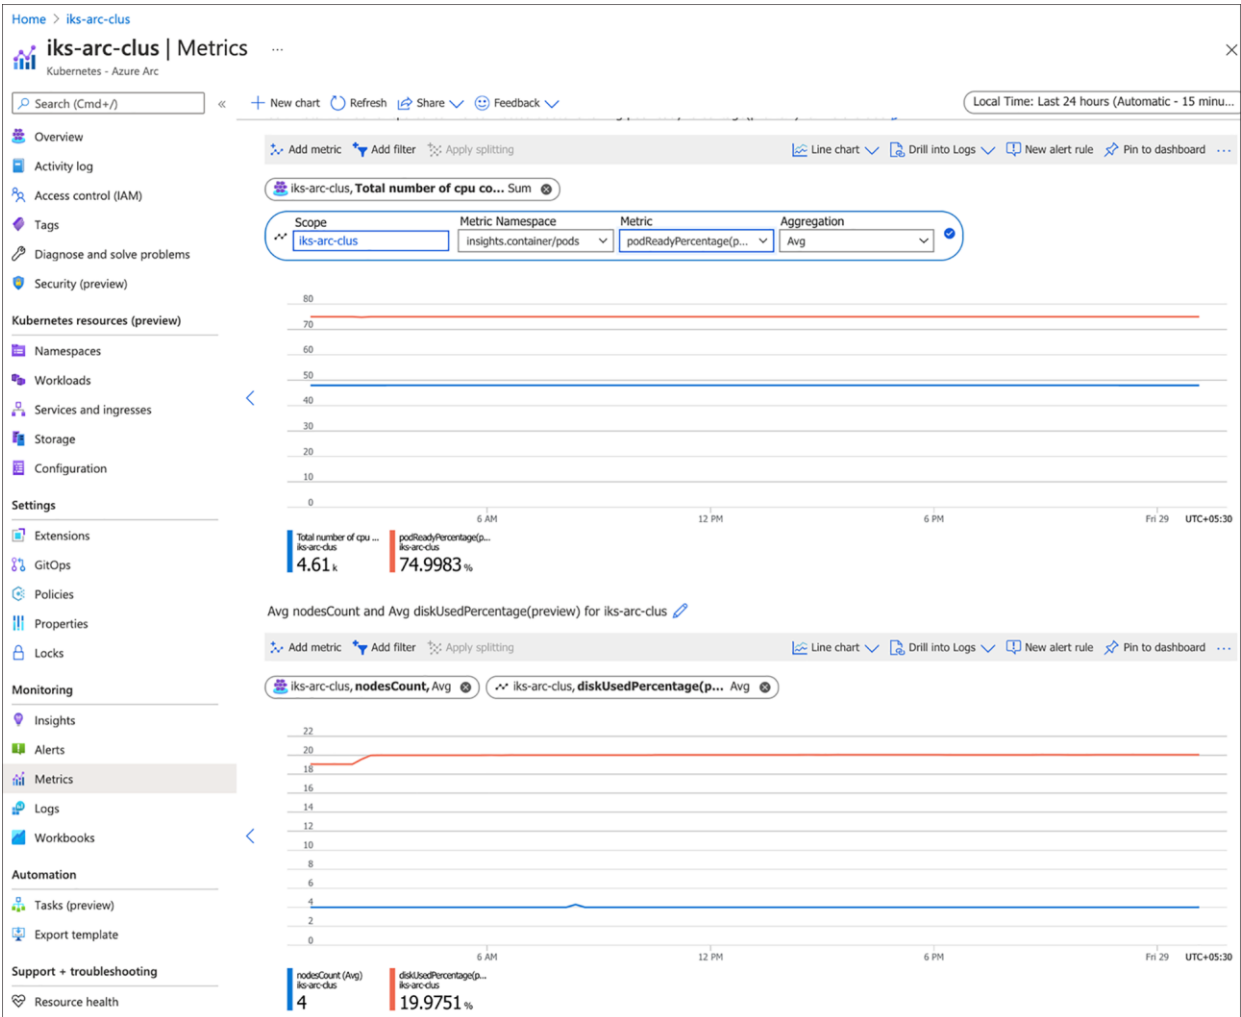 Home > iks-arc-clus
iks-arc-clus | Metrics ...
Kubernetes - Azure Arc
Search (Cmd+/)
«
Overview
Activity log
Access control (IAM)
Tags
Diagnose and solve problems
Security (preview)
Kubernetes resources (preview)
Namespaces
Workloads
Services and ingresses
Storage
Configuration
Settings
Extensions
GitOps
Policies
Properties
Locks
Monitoring
Insights
Alerts
Metrics
Logs
Workbooks
Automation
Tasks (preview)
Export template
Support + troubleshooting
Resource health
New chart Refresh Share Feedback
Local Time: Last 24 hours (Automatic - 15 minu...
Add metric Add filter Apply splitting Line chart Drill into Logs New alert rule Pin to dashboard ...
iks-arc-clus, Total number of cpu co... Sum
Scope Metric Namespace Metric Aggregation
iks-arc-clus insights.container/pods podReadyPercentage(p... Avg
80
70
60
50
40
30
20
10
0
6 AM 12 PM 6 PM Fri 29 UTC+05:30
Total number of cpu ... podReadyPercentage(p...
iks-arc-clus iks-arc-clus
4.61 k 74.9983 %
Avg nodesCount and Avg diskUsedPercentage(preview) for iks-arc-clus
Add metric Add filter Apply splitting Line chart Drill into Logs New alert rule Pin to dashboard ...
iks-arc-clus, nodesCount, Avg iks-arc-clus, diskUsedPercentage(p... Avg
22
20
18
16
14
12
10
8
6
4
2
0
6 AM 12 PM 6 PM Fri 29 UTC+05:30
nodesCount (Avg) diskUsedPercentage(p...
iks-arc-clus iks-arc-clus
4 19.9751 %